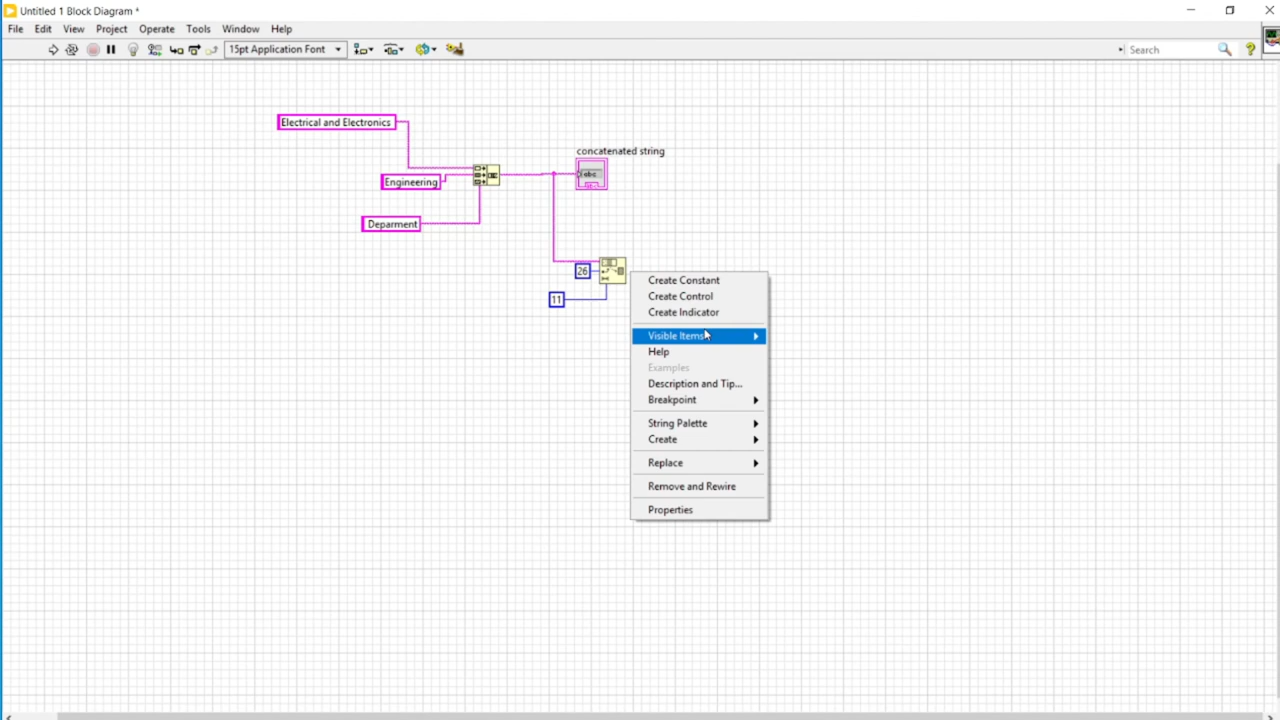 Untitled 1 Block Diagram *
File Edit View Project Operate Tools Window Help
15pt Application Font
Search
Electrical and Electronics
concatenated string
abc
Engineering
Deparment
26
11
Create Constant
Create Control
Create Indicator
Visible Items
Help
Examples
Description and Tip...
Breakpoint
String Palette
Create
Replace
Remove and Rewire
Properties